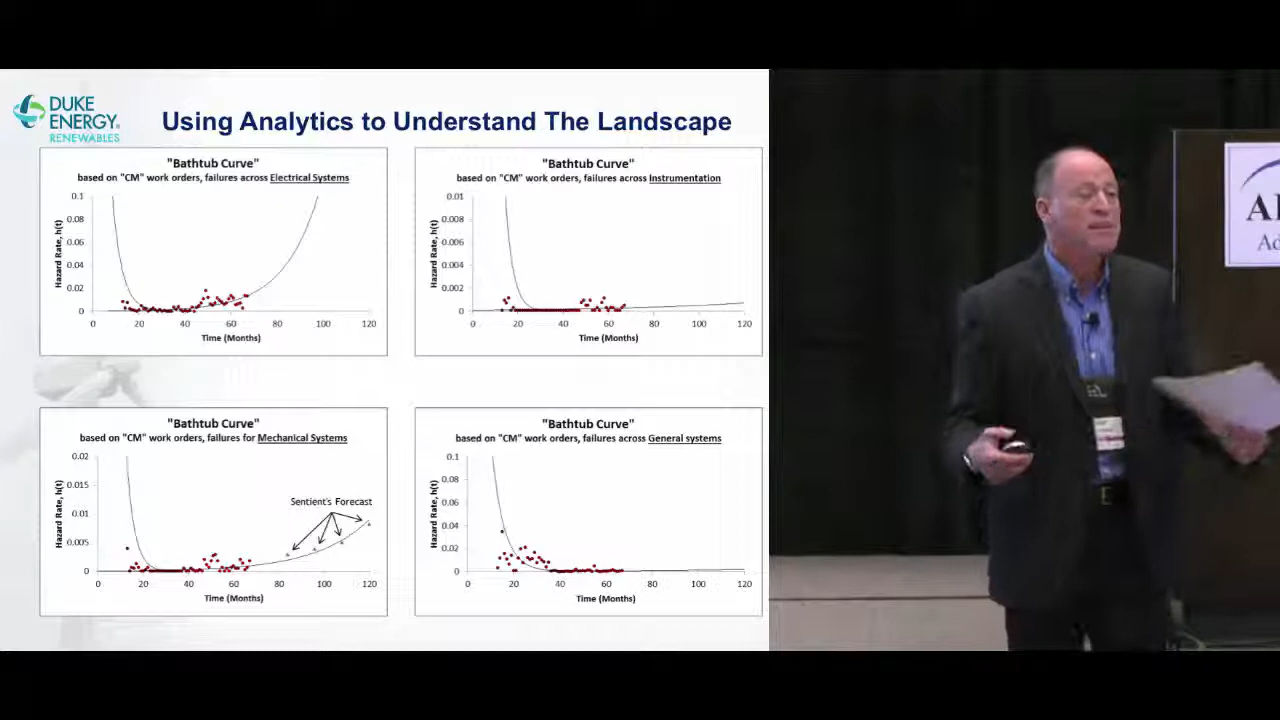 DUKE
ENERGY®
RENEWABLES
Using Analytics to Understand The Landscape
"Bathtub Curve"
based on "CM" work orders, failures across Electrical Systems
Hazard Rate, h(t)
0.1
0.08
0.06
0.04
0.02
0
0 20 40 60 80 100 120
Time (Months)
"Bathtub Curve"
based on "CM" work orders, failures across Instrumentation
Hazard Rate, h(t)
0.01
0.008
0.006
0.004
0.002
0
0 20 40 60 80 100 120
Time (Months)
"Bathtub Curve"
based on "CM" work orders, failures for Mechanical Systems
Hazard Rate, h(t)
0.02
0.015
0.01
0.005
0
0 20 40 60 80 100 120
Sentient's Forecast
Time (Months)
"Bathtub Curve"
based on "CM" work orders, failures across General systems
Hazard Rate, h(t)
0.1
0.08
0.06
0.04
0.02
0
0 20 40 60 80 100 120
Time (Months)
Ad